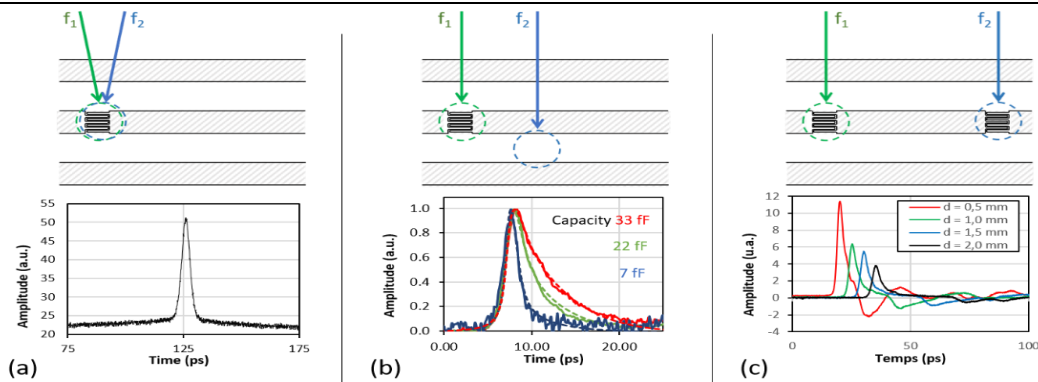 f1 f2
f1 f2
f1 f2
55
50
45
40
35
30
25
20
75 125 175
Amplitude (a.u.)
Time (ps)
(a)
1.0
0.8
0.6
0.4
0.2
0.0
0.00 10.00 20.00
Amplitude (a.u.)
Capacity 33 fF
22 fF
7 fF
Time (ps)
(b)
12
10
8
6
4
2
0
-2
-4
0 50 100
Amplitude (u.a.)
d = 0,5 mm
d = 1,0 mm
d = 1,5 mm
d = 2,0 mm
Temps (ps)
(c)